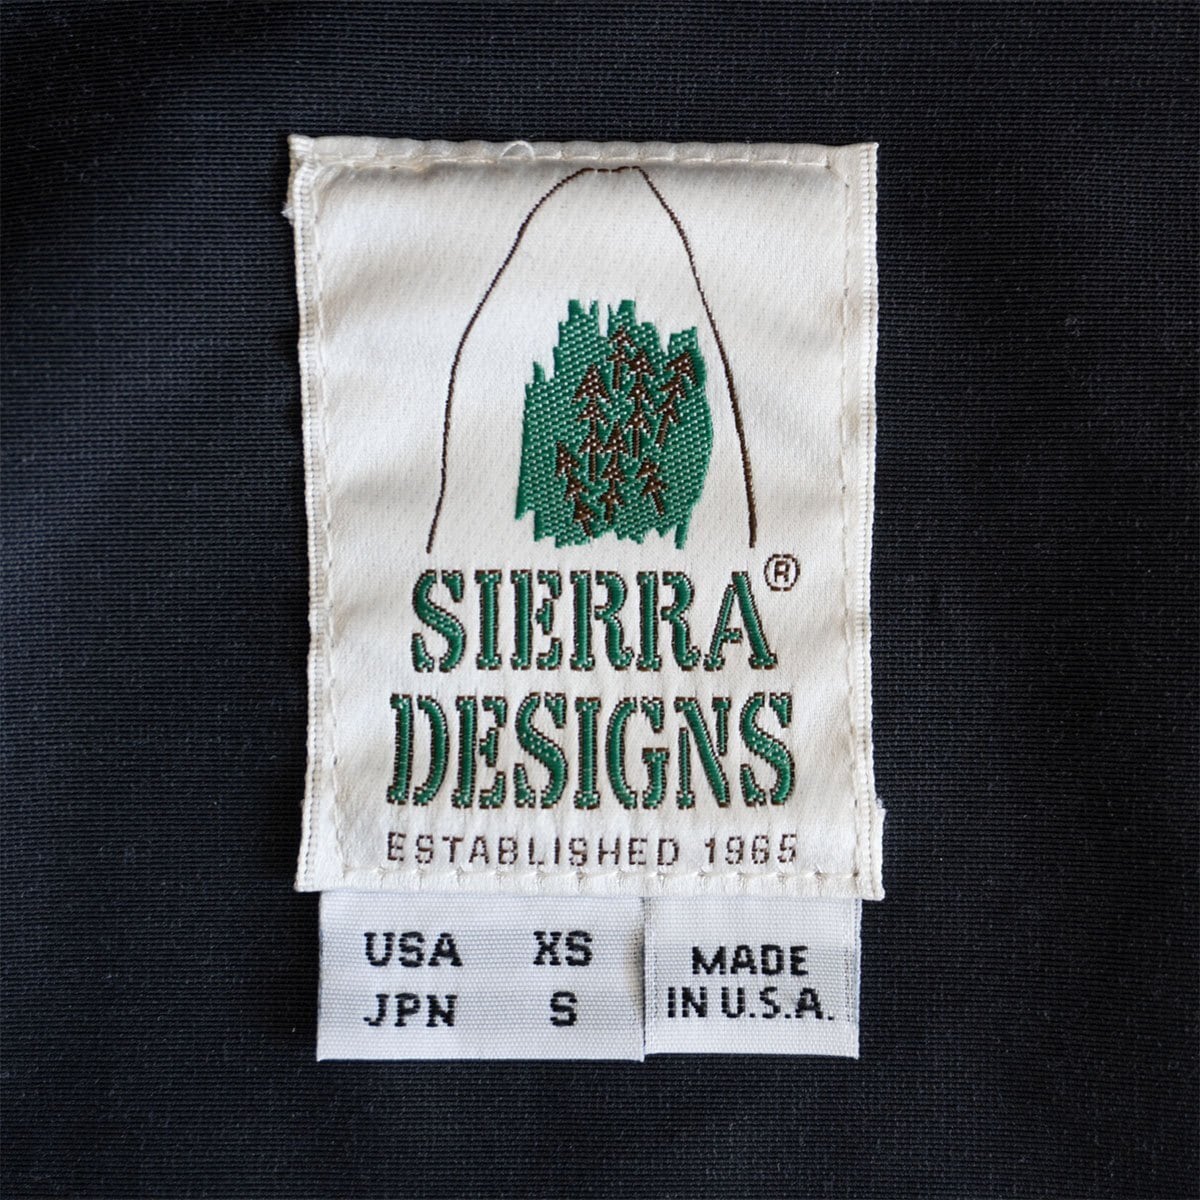 SIERRA®
DESIGNS
ESTABLISHED 1965
USA XS
JPN S
MADE
IN U.S.A.